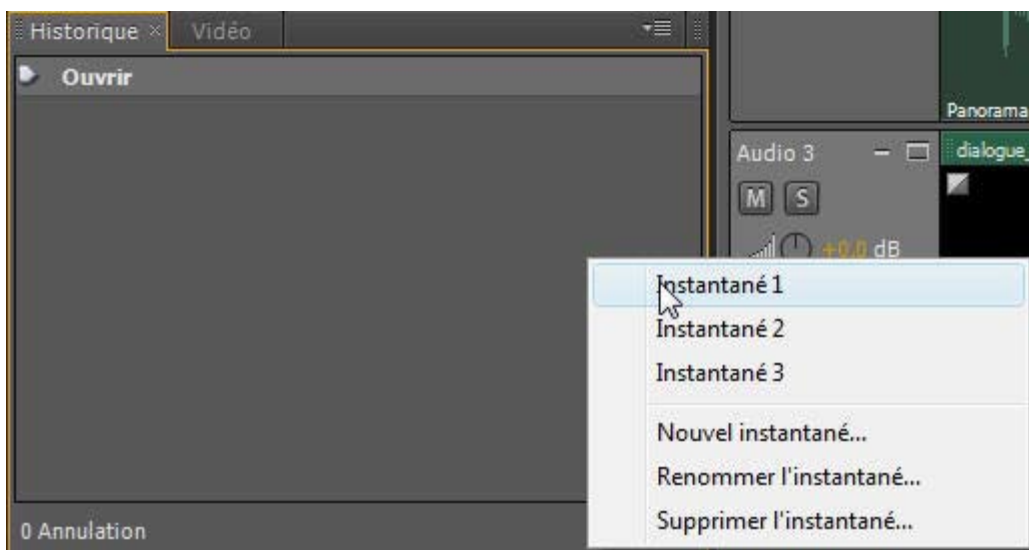 Historique × Vidéo
Ouvrir
Panorama
Audio 3
dialogue_
M S
+0,0 dB
Instantané 1
Instantané 2
Instantané 3
Nouvel instantané...
Renommer l'instantané...
Supprimer l'instantané...
0 Annulation